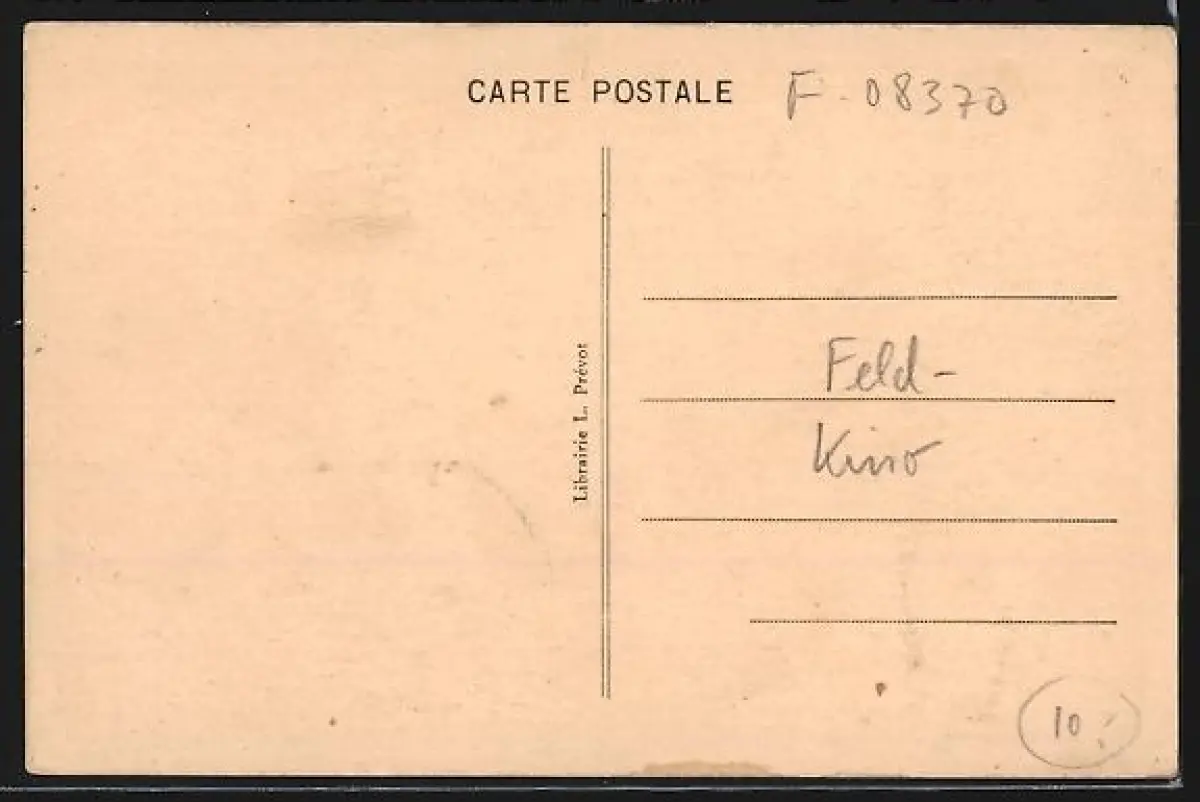 CARTE POSTALE
F-08370
Librairie L. Prévot
Feld-
Kino
10